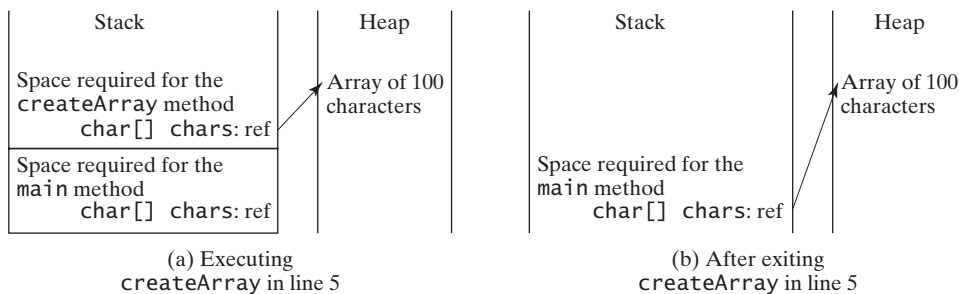 Stack
Heap
Space required for the
createArray method
char[] chars: ref
Array of 100
characters
Space required for the
main method
char[] chars: ref
(a) Executing
createArray in line 5
Stack
Heap
Array of 100
characters
Space required for the
main method
char[] chars: ref
(b) After exiting
createArray in line 5